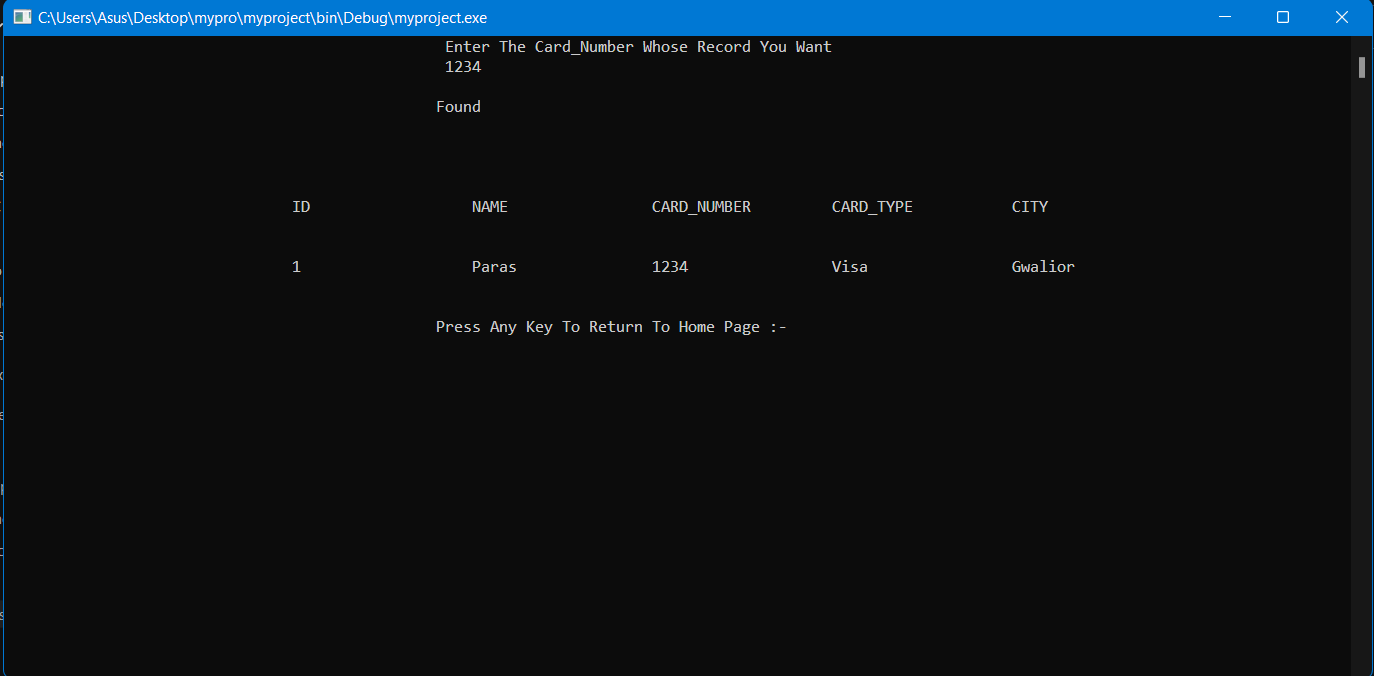 C:\Users\Asus\Desktop\mypro\myproject\bin\Debug\myproject.exe
Enter The Card_Number Whose Record You Want
1234
Found
ID NAME CARD_NUMBER CARD_TYPE CITY
1 Paras 1234 Visa Gwalior
Press Any Key To Return To Home Page :-